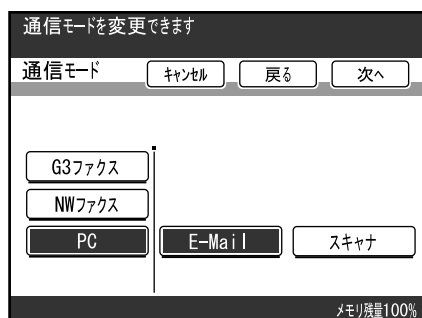 通信モードを変更できます
通信モード キャンセル 戻る 次へ
G3ファクス
NWファクス
PC E-Mail スキャナ
メモリ残量100%